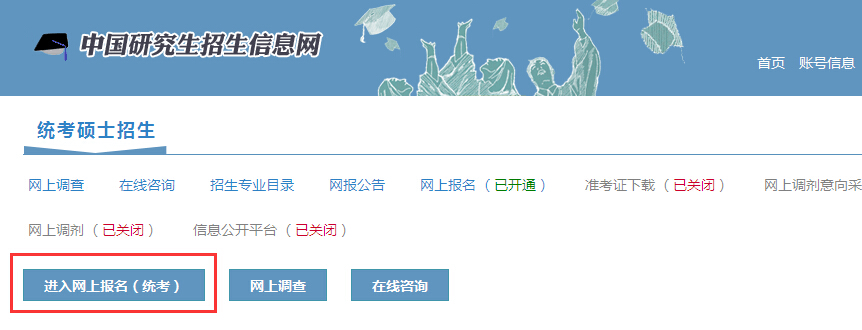 中国研究生招生信息网
首页 账号信息
统考硕士招生
网上调查 在线咨询 招生专业目录 网报公告 网上报名（已开通） 准考证下载（已关闭） 网上调剂意向采
网上调剂（已关闭） 信息公开平台（已关闭）
进入网上报名（统考） 网上调查 在线咨询